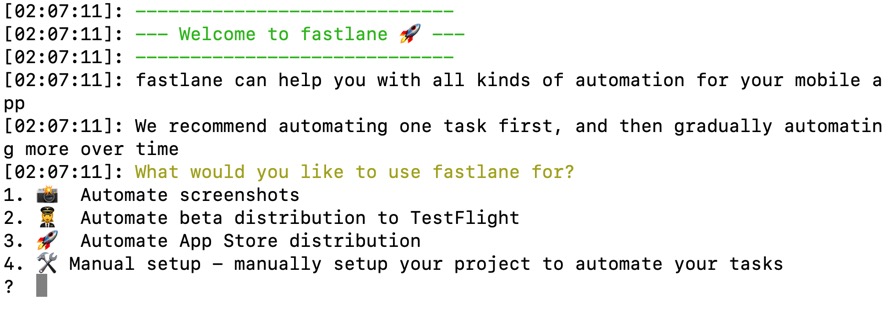 [02:07:11]: -----------------------------
[02:07:11]: --- Welcome to fastlane 🚀 ---
[02:07:11]: -----------------------------
[02:07:11]: fastlane can help you with all kinds of automation for your mobile a
pp
[02:07:11]: We recommend automating one task first, and then gradually automatin
g more over time
[02:07:11]: What would you like to use fastlane for?
1. 📸  Automate screenshots
2. 👩‍✈️  Automate beta distribution to TestFlight
3. 🚀  Automate App Store distribution
4. 🛠 Manual setup - manually setup your project to automate your tasks
?